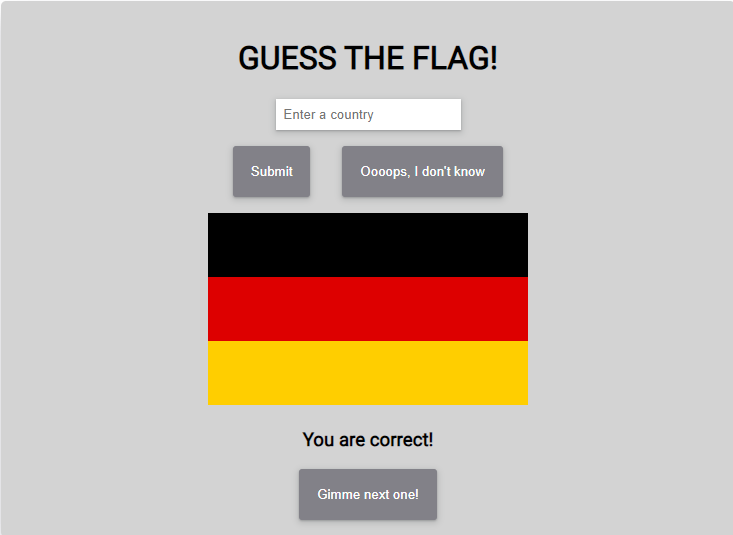 GUESS THE FLAG!
Enter a country
Submit
Oooops, I don't know
You are correct!
Gimme next one!